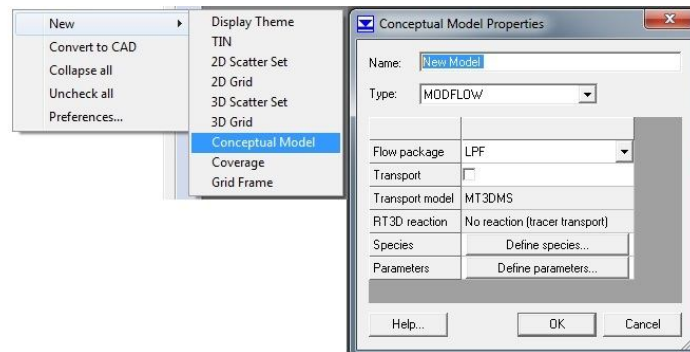 New
Convert to CAD
Collapse all
Uncheck all
Preferences...
Display Theme
TIN
2D Scatter Set
2D Grid
3D Scatter Set
3D Grid
Conceptual Model
Coverage
Grid Frame
Conceptual Model Properties
Name: New Model
Type: MODFLOW
Flow package LPF
Transport
Transport model MT3DMS
RT3D reaction No reaction (tracer transport)
Species Define species...
Parameters Define parameters...
Help... OK Cancel